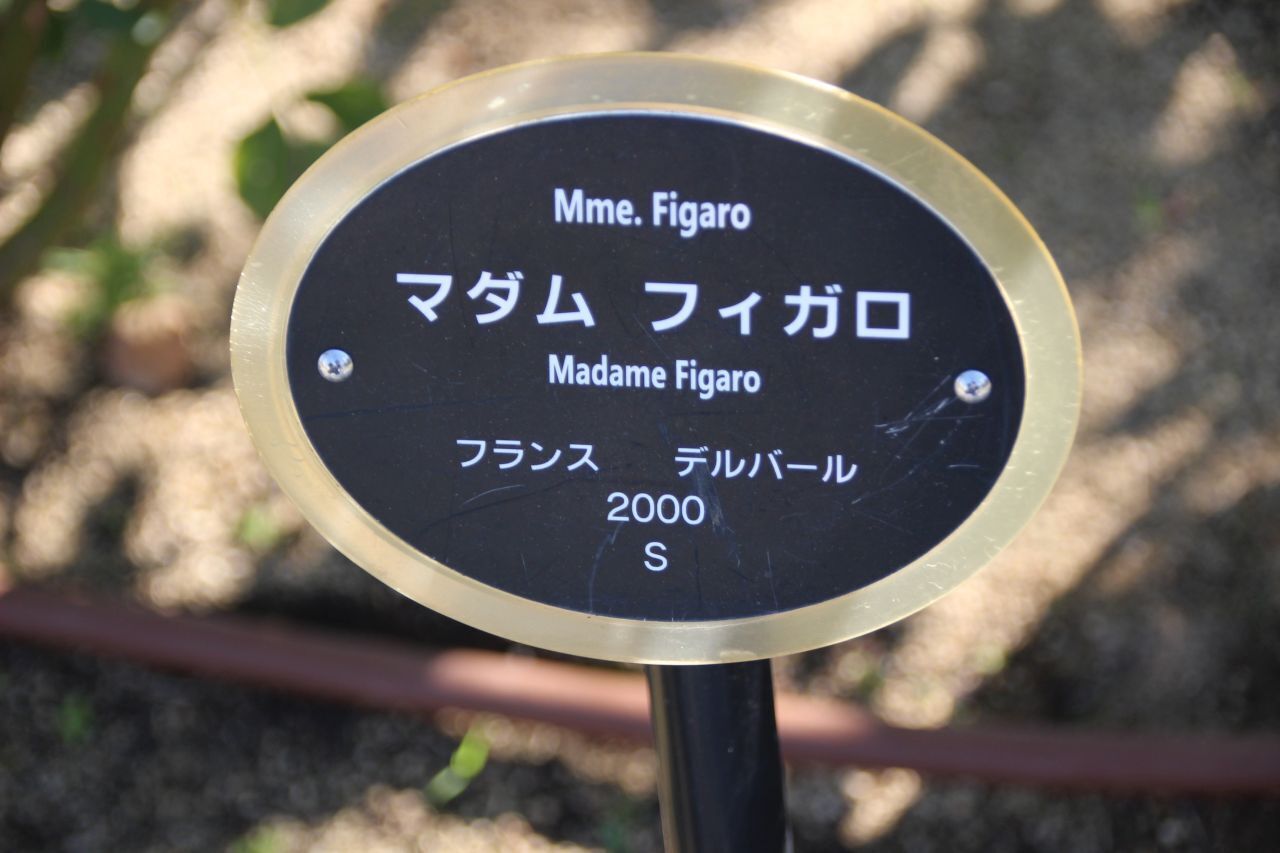 Mme. Figaro
マダム フィガロ
Madame Figaro
フランス デルバール
2000
S